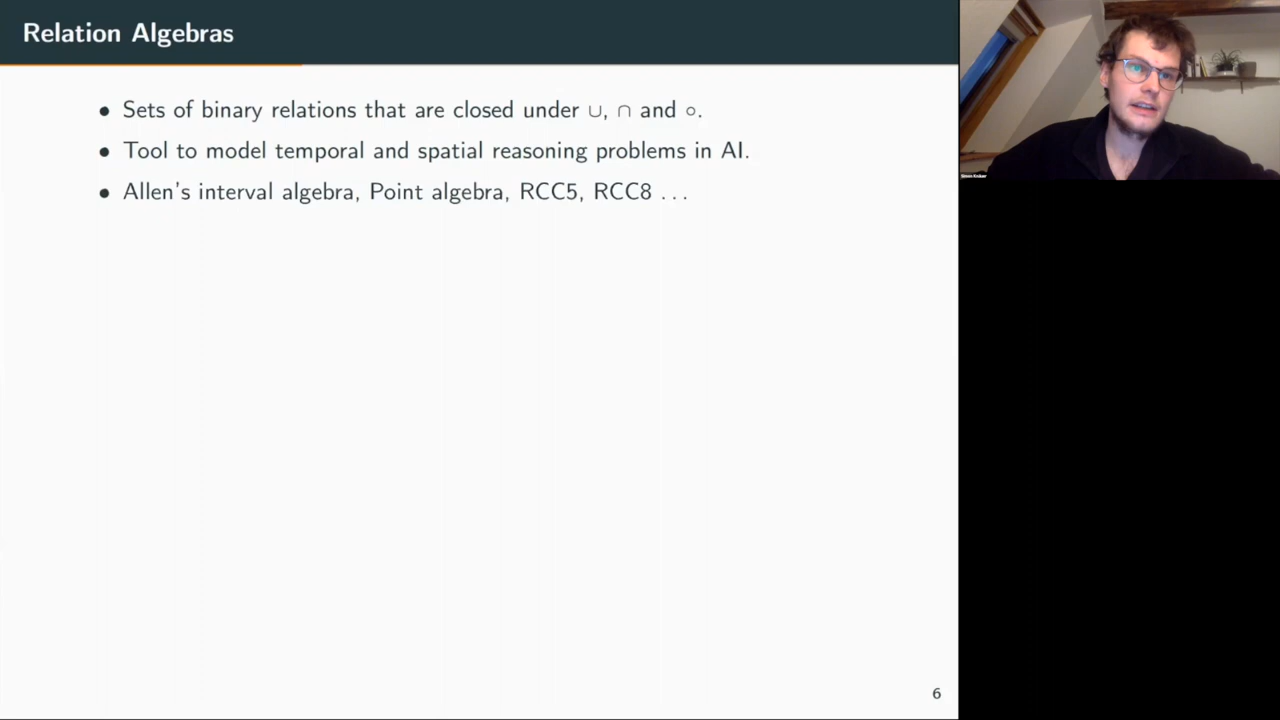 Relation Algebras
• Sets of binary relations that are closed under ∪, ∩ and ∘.
• Tool to model temporal and spatial reasoning problems in AI.
• Allen's interval algebra, Point algebra, RCC5, RCC8 ...
6